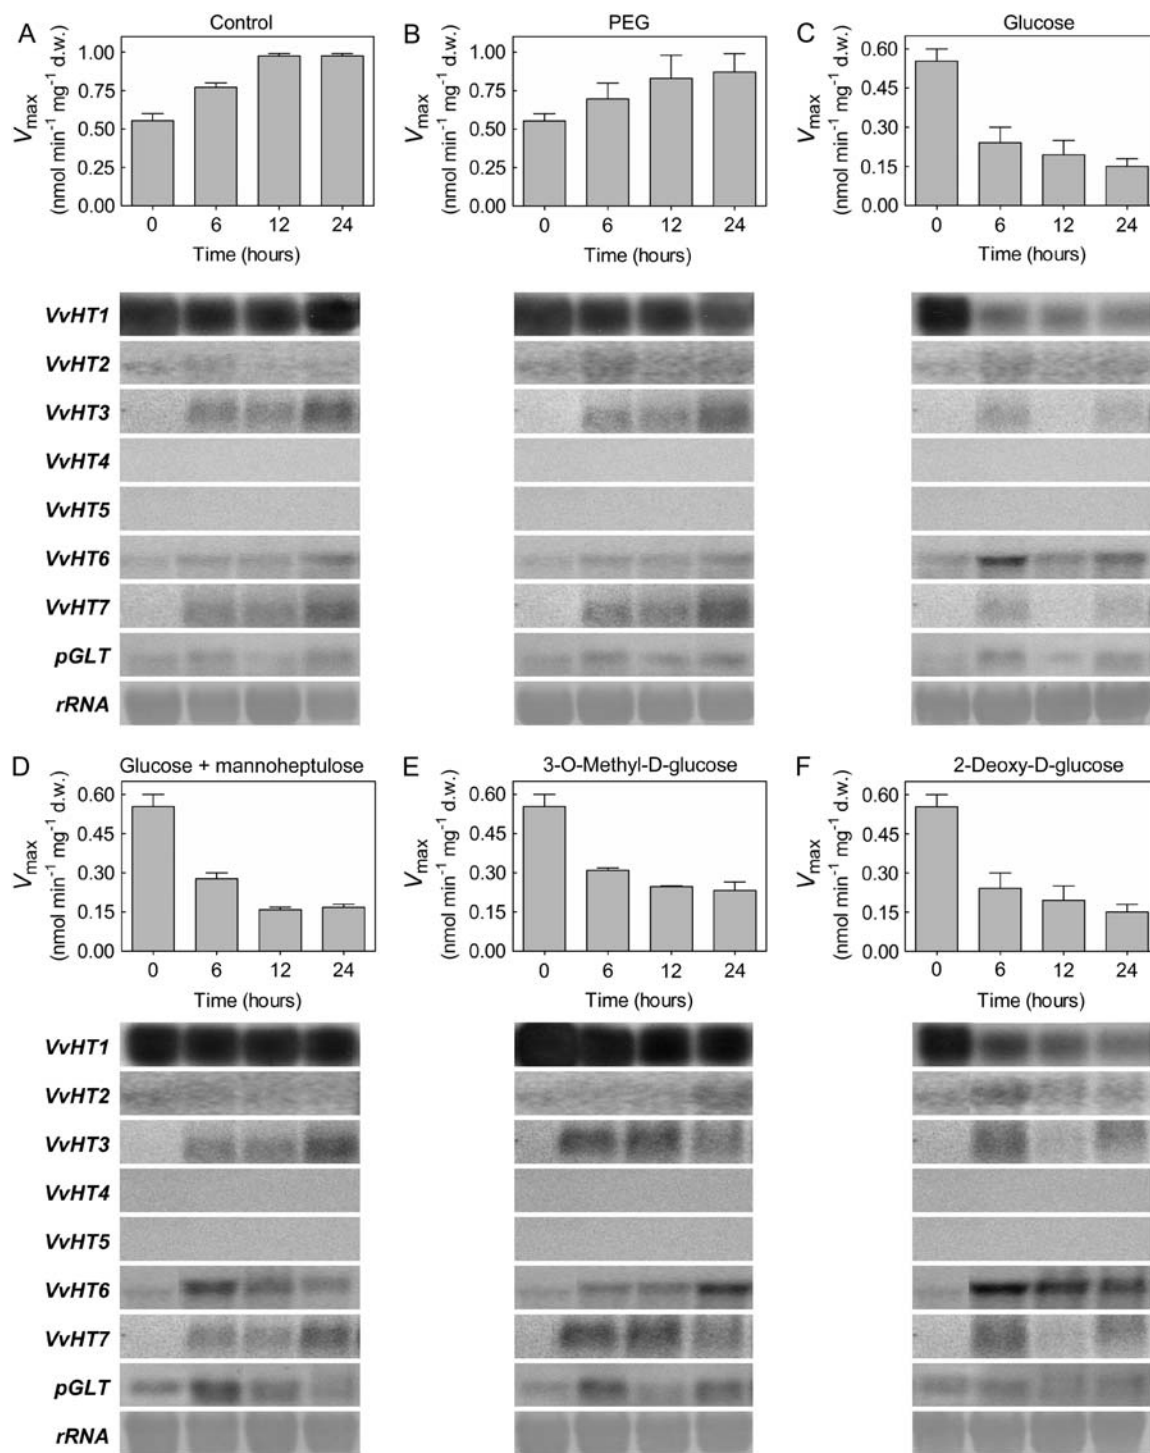 A Control
B PEG
C Glucose
V max (nmol min⁻¹ mg⁻¹ d.w.)
1.00
0.75
0.50
0.25
0.00
0 6 12 24
Time (hours)
V max (nmol min⁻¹ mg⁻¹ d.w.)
1.00
0.75
0.50
0.25
0.00
0 6 12 24
Time (hours)
V max (nmol min⁻¹ mg⁻¹ d.w.)
0.60
0.45
0.30
0.15
0.00
0 6 12 24
Time (hours)
VvHT1
VvHT2
VvHT3
VvHT4
VvHT5
VvHT6
VvHT7
pGLT
rRNA
D Glucose + mannoheptulose
E 3-O-Methyl-D-glucose
F 2-Deoxy-D-glucose
V max (nmol min⁻¹ mg⁻¹ d.w.)
0.60
0.45
0.30
0.15
0.00
0 6 12 24
Time (hours)
V max (nmol min⁻¹ mg⁻¹ d.w.)
0.60
0.45
0.30
0.15
0.00
0 6 12 24
Time (hours)
V max (nmol min⁻¹ mg⁻¹ d.w.)
0.60
0.45
0.30
0.15
0.00
0 6 12 24
Time (hours)
VvHT1
VvHT2
VvHT3
VvHT4
VvHT5
VvHT6
VvHT7
pGLT
rRNA